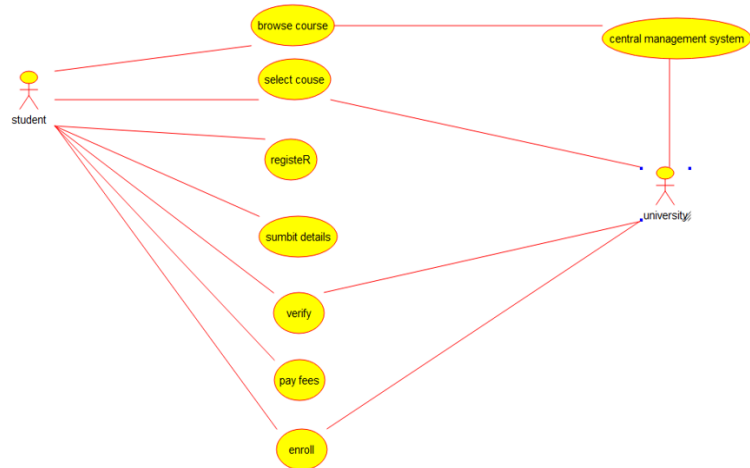 browse course
central management system
select couse
student
registeR
university
sumbit details
verify
pay fees
enroll